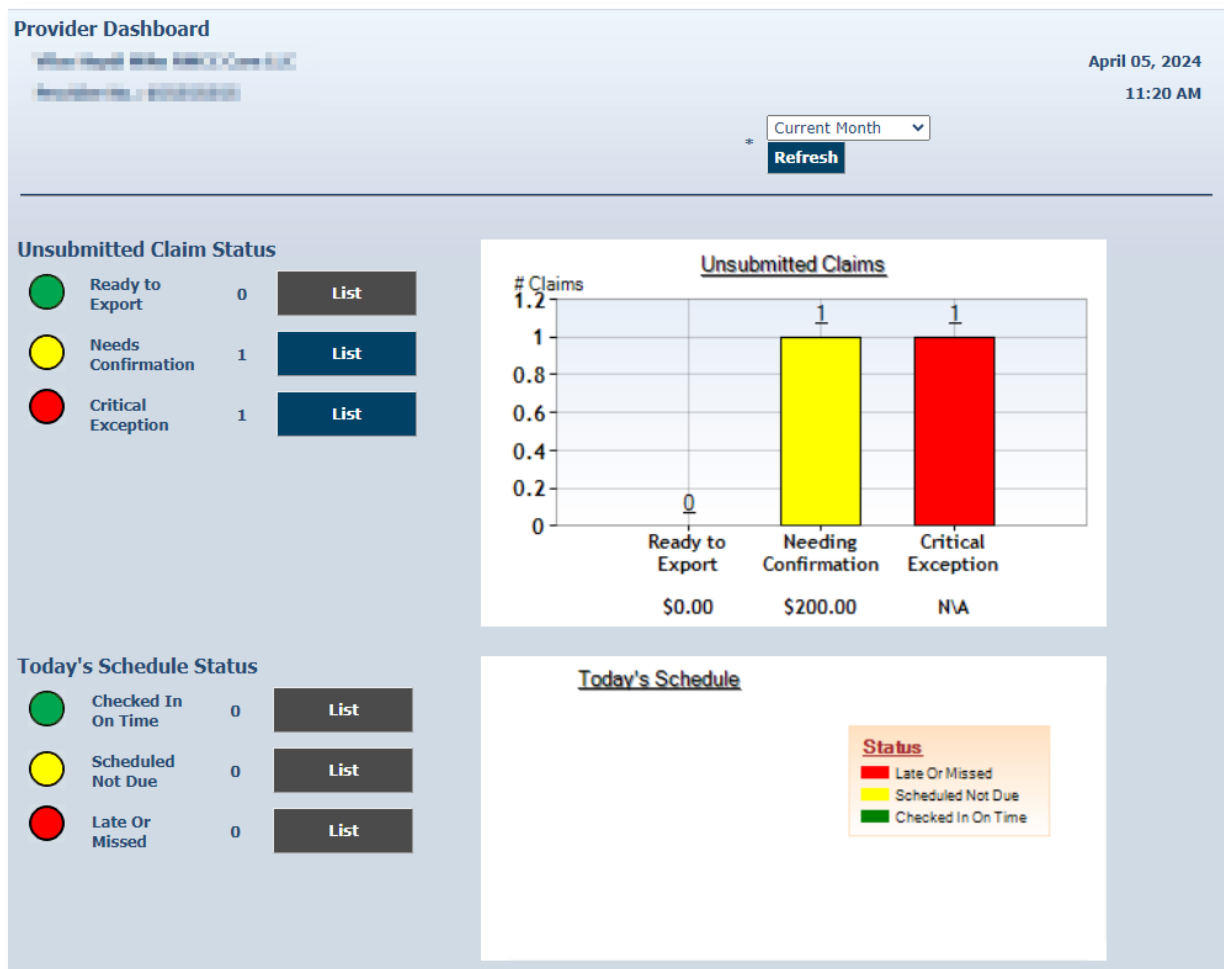 Provider Dashboard
April 05, 2024
11:20 AM
* Current Month
Refresh
Unsubmitted Claim Status
Ready to
Export
0
List
Needs
Confirmation
1
List
Critical
Exception
1
List
Unsubmitted Claims
# Claims
1.2
1
0.8
0.6
0.4
0.2
0
0
1
1
Ready to
Export
Needing
Confirmation
Critical
Exception
$0.00
$200.00
N\A
Today's Schedule Status
Checked In
On Time
0
List
Scheduled
Not Due
0
List
Late Or
Missed
0
List
Today's Schedule
Status
Late Or Missed
Scheduled Not Due
Checked In On Time